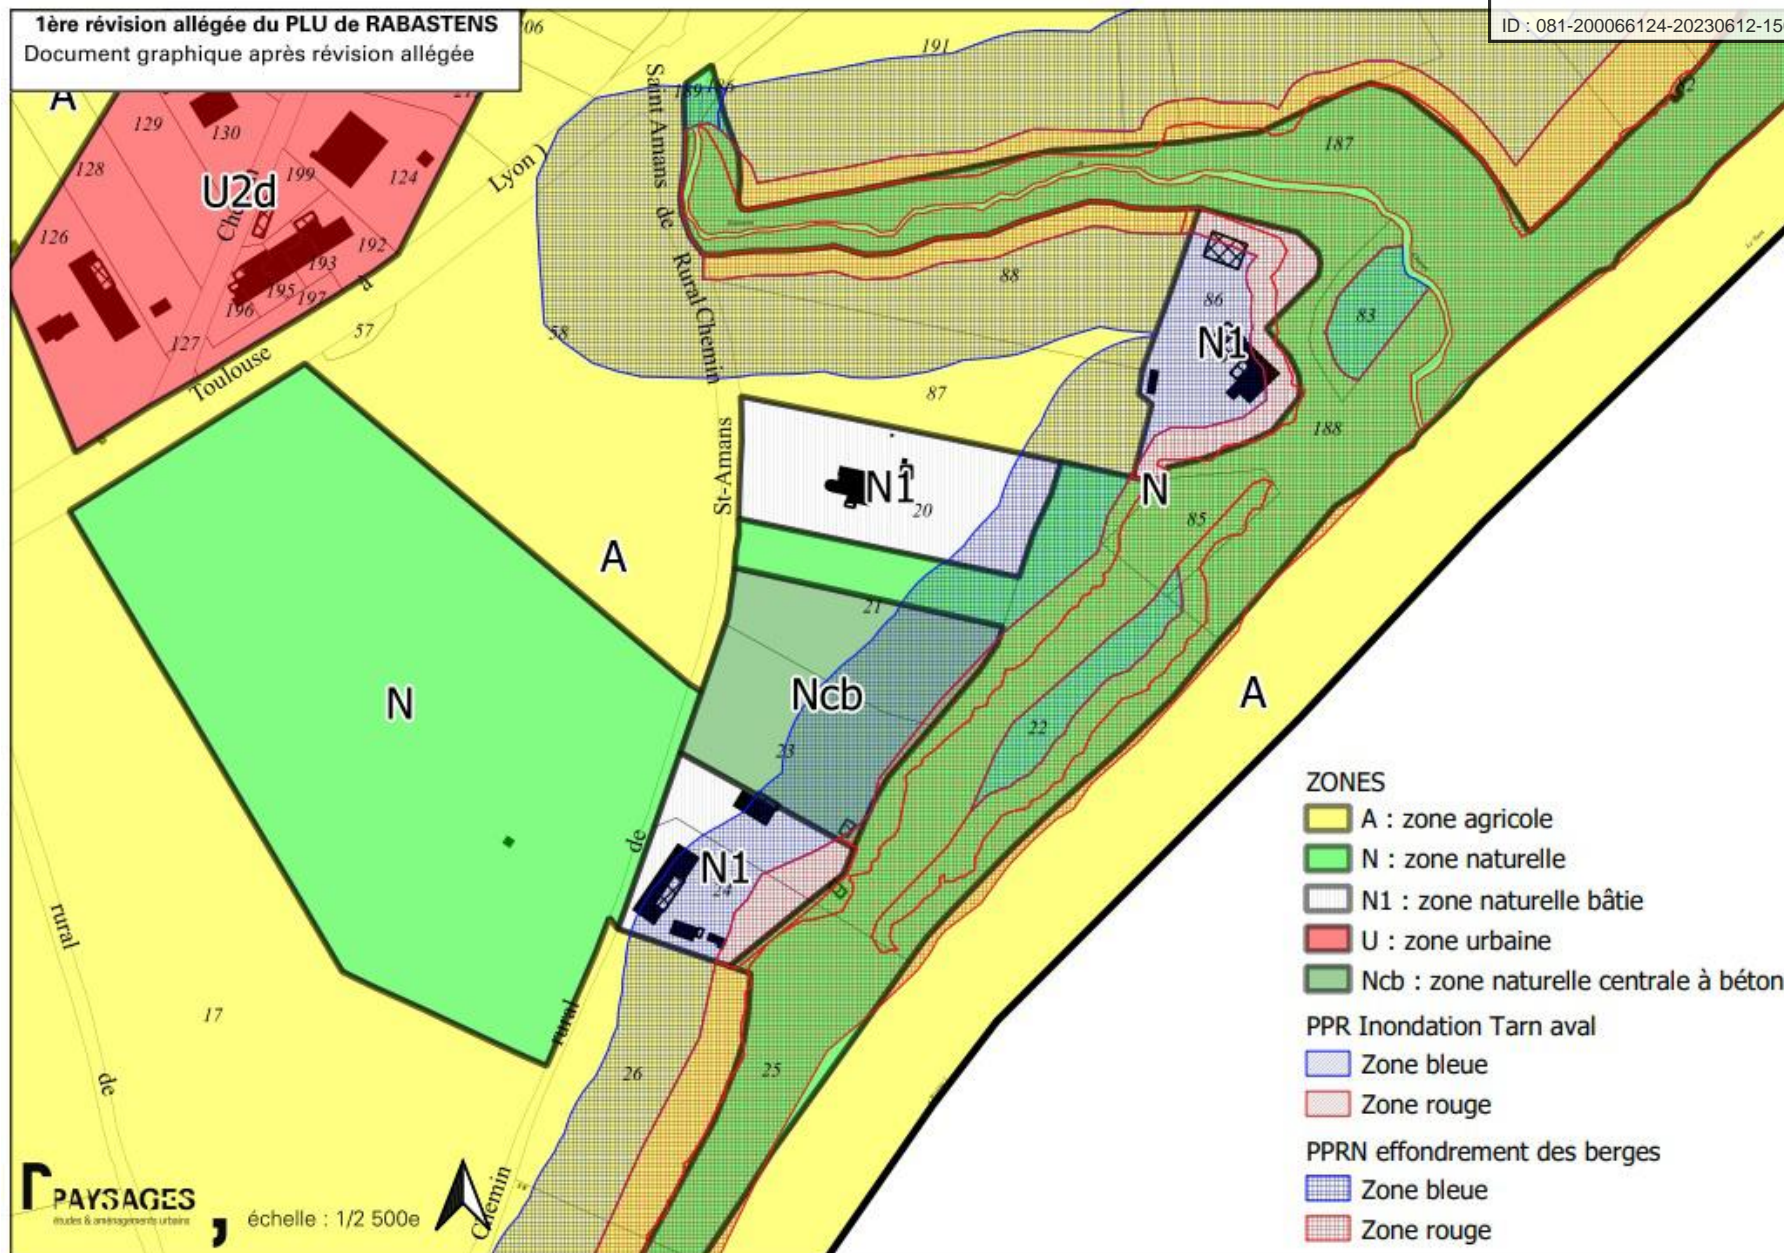 1ère révision allégée du PLU de RABASTENS
Document graphique après révision allégée
ID : 081-200066124-20230612-15
A
129
130
128
U2d
199
124
126
192
193
195
197
196
127
57
Lyon )
à
Toulouse
191
187
Saint Amans de
Rural Chemin
58
88
86
N1
83
87
188
St-Amans
N1
20
N
85
A
21
N
Ncb
23
22
A
de
N1
24
rural
17
de
rural
26
25
Chemin
ZONES
A : zone agricole
N : zone naturelle
N1 : zone naturelle bâtie
U : zone urbaine
Ncb : zone naturelle centrale à béton
PPR Inondation Tarn aval
Zone bleue
Zone rouge
PPRN effondrement des berges
Zone bleue
Zone rouge
PAYSAGES
études & aménagements urbains
échelle : 1/2 500e